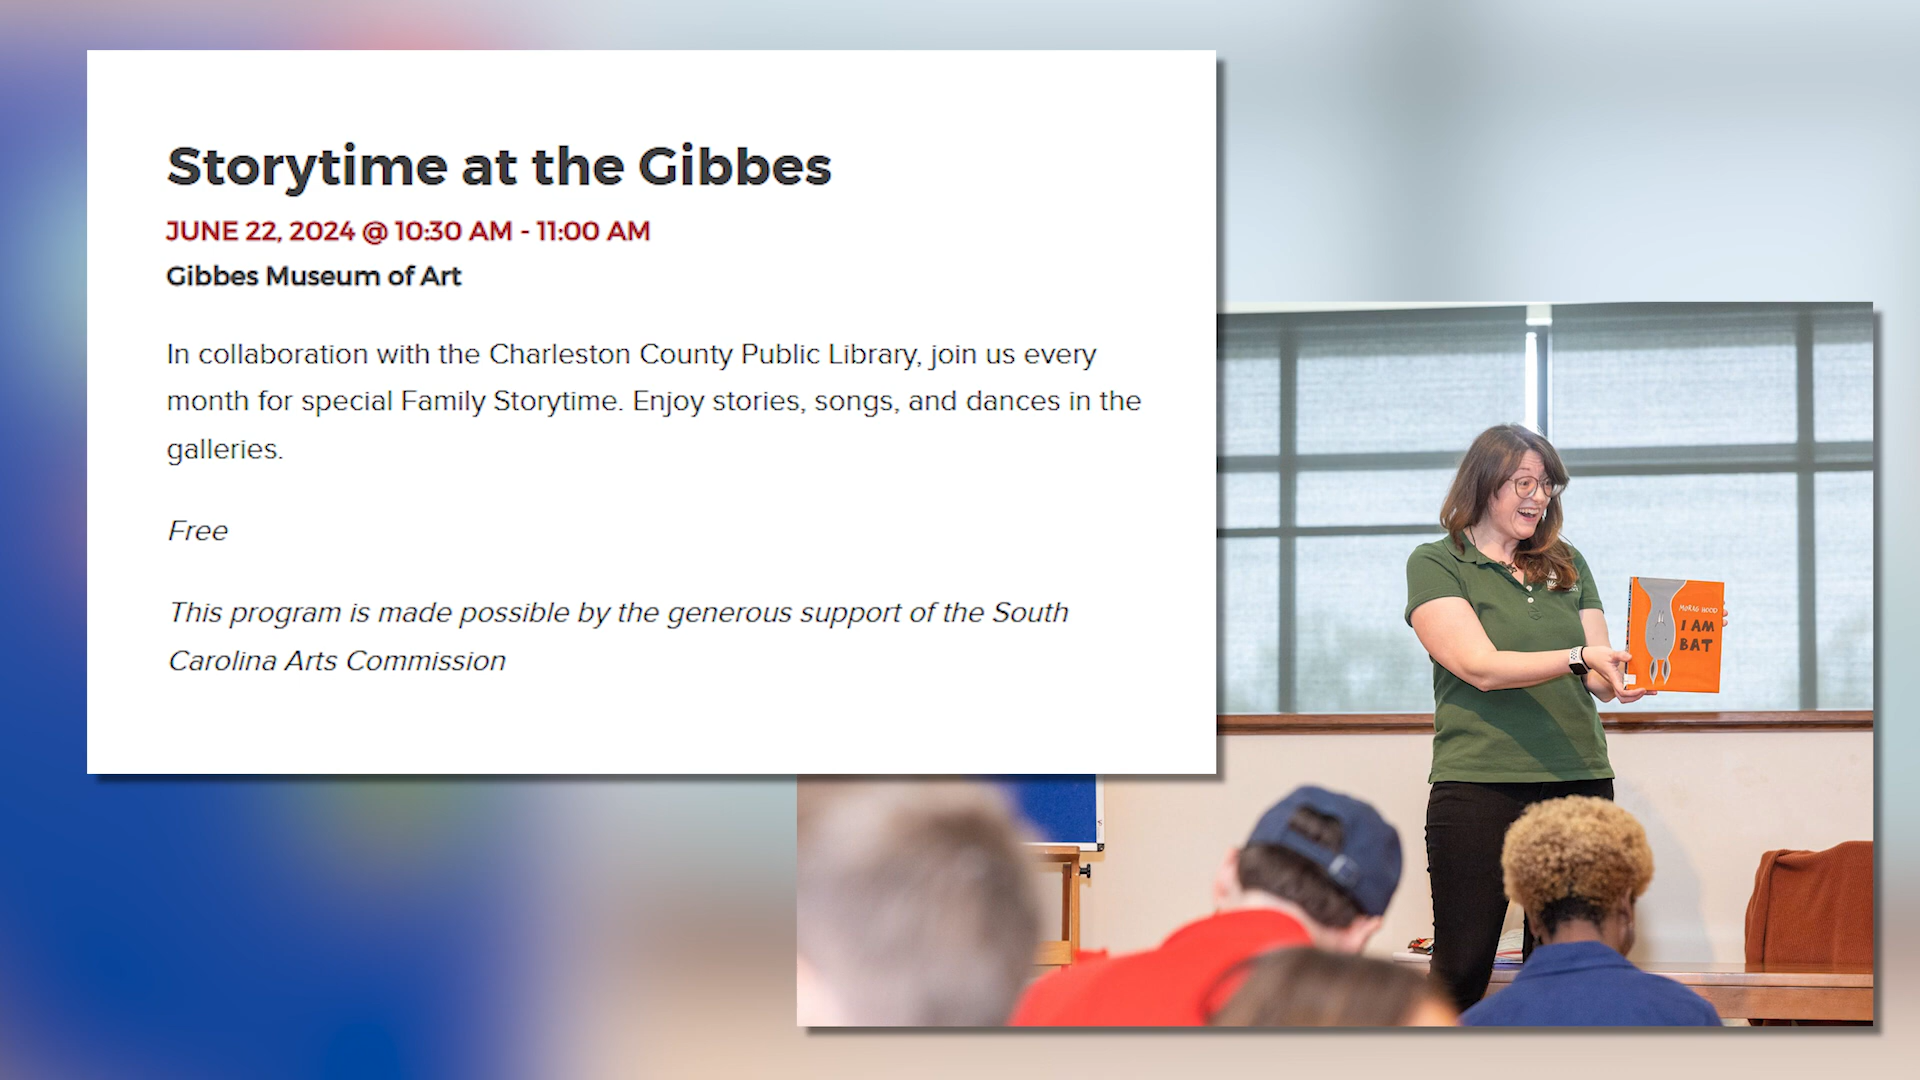 Storytime at the Gibbes
JUNE 22, 2024 @ 10:30 AM - 11:00 AM
Gibbes Museum of Art
In collaboration with the Charleston County Public Library, join us every
month for special Family Storytime. Enjoy stories, songs, and dances in the
galleries.
Free
This program is made possible by the generous support of the South
Carolina Arts Commission
MORAG HOOD
I AM
BAT